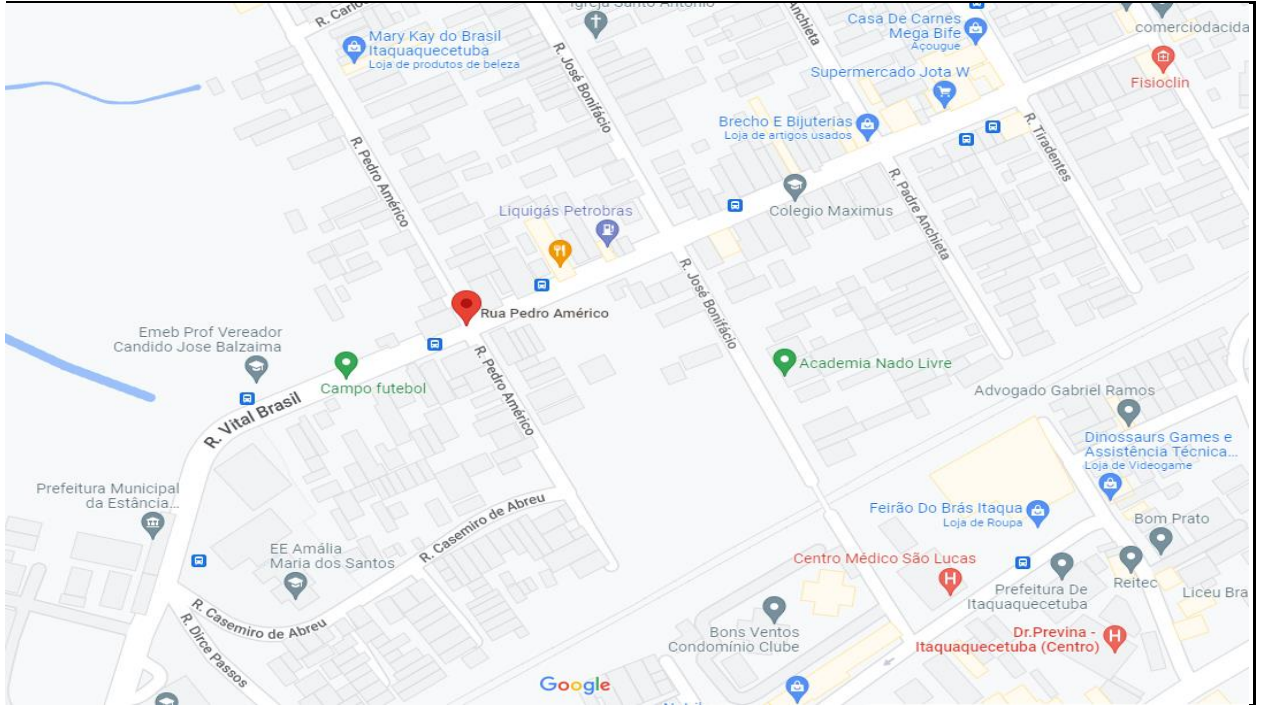 R. Carlo
Igreja Santo Antônio
Mary Kay do Brasil
Itaquaquecetuba
Loja de produtos de beleza
R. José Bonifácio
Anchieta
Casa De Carnes
Mega Bife
Açougue
comerciodacida
Supermercado Jota W
Fisioclin
Brecho E Bijuterias
Loja de artigos usados
R. Tiradentes
R. Pedro Américo
Liquigás Petrobras
Colegio Maximus
R. Padre Anchieta
R. José Bonifácio
Rua Pedro Américo
Emeb Prof Vereador
Candido Jose Balzaima
Campo futebol
R. Pedro Américo
Academia Nado Livre
R. Vital Brasil
Advogado Gabriel Ramos
Dinossaurs Games e
Assistência Técnica...
Loja de Videogame
Prefeitura Municipal
da Estância...
Feirão Do Brás Itaqua
Loja de Roupa
Bom Prato
R. Casemiro de Abreu
EE Amália
Maria dos Santos
Centro Médico São Lucas
Prefeitura De
Itaquaquecetuba
Reitec
Liceu Bra
R. Casemiro de Abreu
R. Dirce Passos
Bons Ventos
Condomínio Clube
Dr.Previna -
Itaquaquecetuba (Centro)
Google